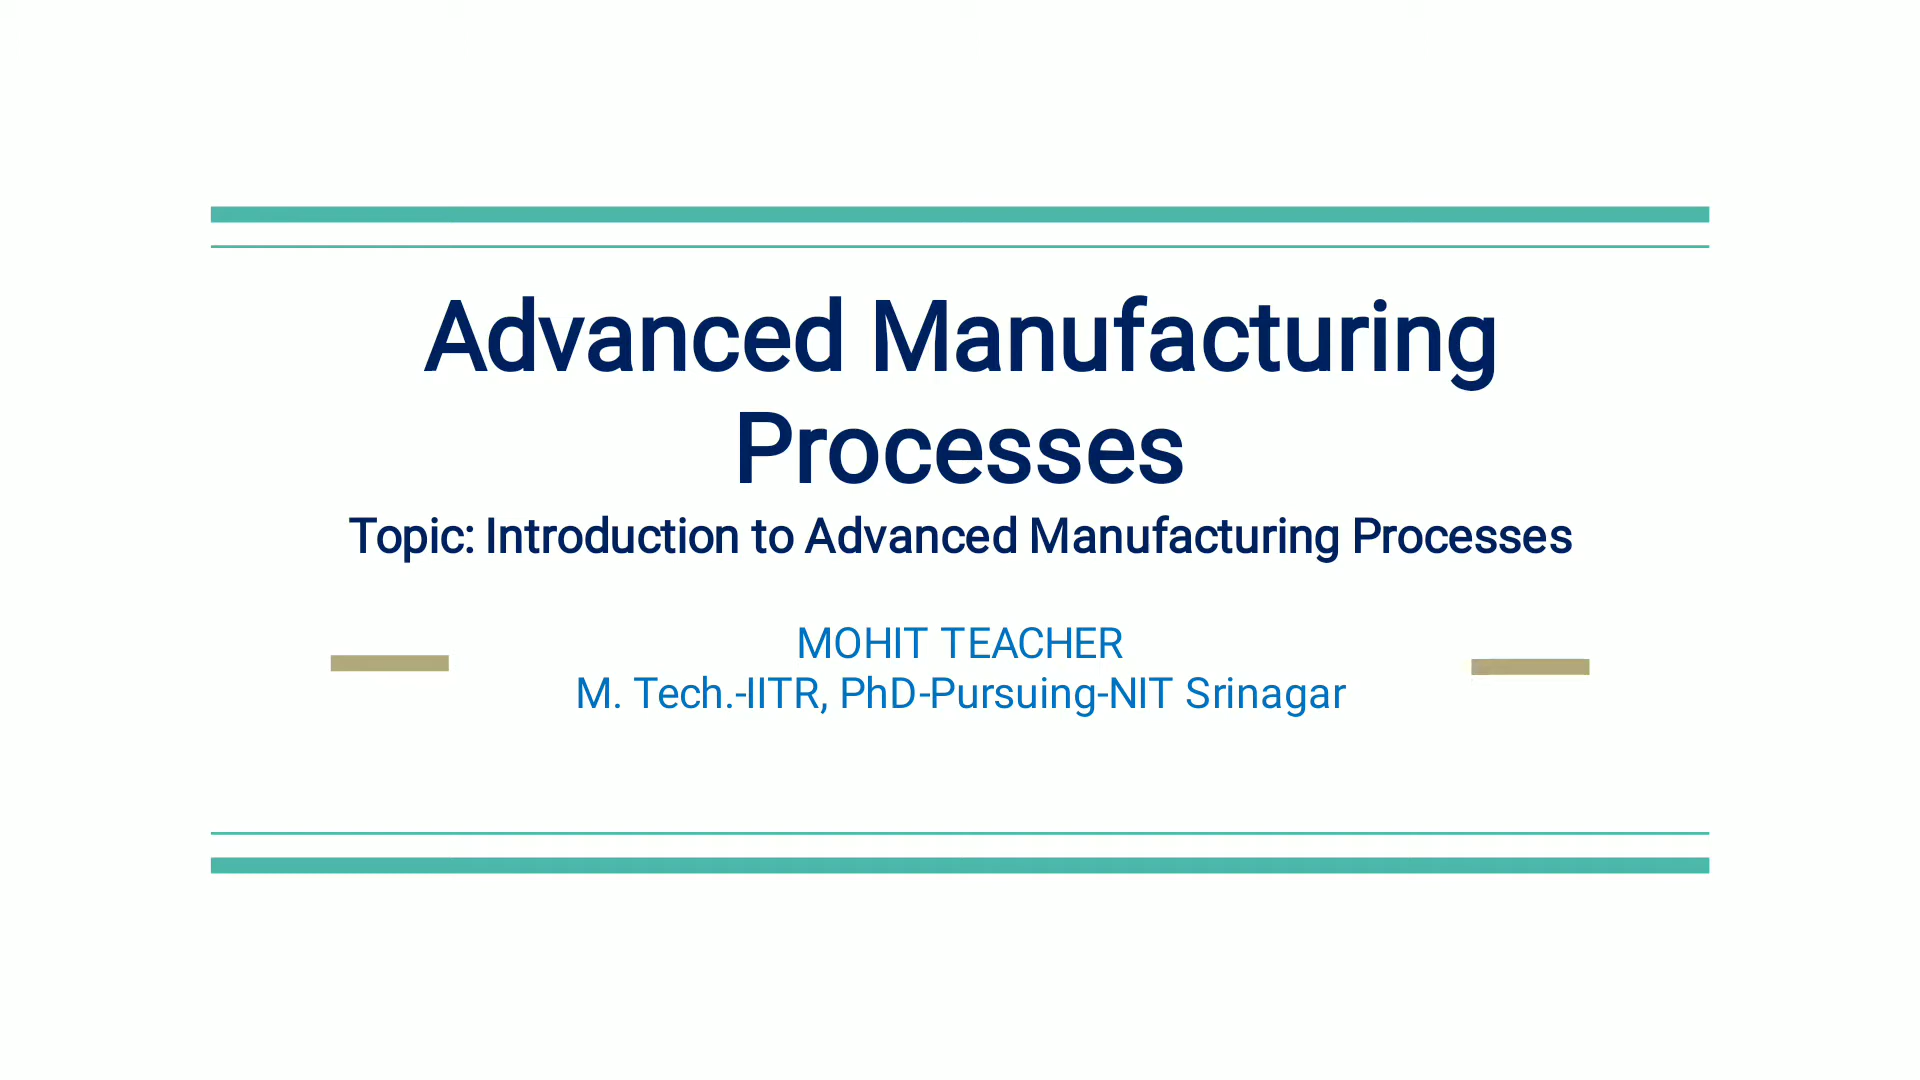 Advanced Manufacturing
Processes
Topic: Introduction to Advanced Manufacturing Processes
MOHIT TEACHER
M. Tech.-IITR, PhD-Pursuing-NIT Srinagar